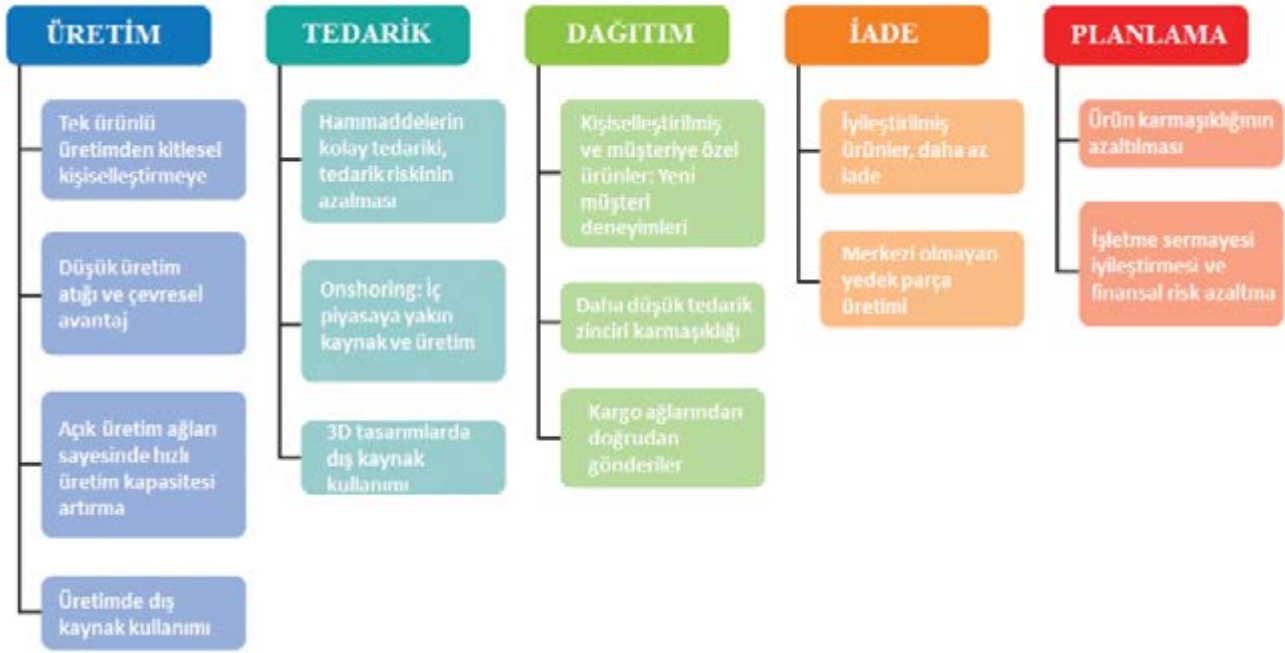 ÜRETİM
Tek ürünlü
üretimden kitlesel
kişiselleştirmeye
Düşük üretim
atığı ve çevresel
avantaj
Açık üretim ağları
sayesinde hızlı
üretim kapasitesi
artırma
Üretimde dış
kaynak kullanımı
TEDARİK
Hammaddelerin
kolay tedariki,
tedarik riskinin
azalması
Onshoring: İç
piyasaya yakın
kaynak ve üretim
3D tasarımlarda
dış kaynak
kullanımı
DAĞITIM
Kişiselleştirilmiş
ve müşteriye özel
ürünler: Yeni
müşteri
deneyimleri
Daha düşük tedarik
zinciri karmaşıklığı
Kargo ağlarından
doğrudan
gönderiler
İADE
İyileştirilmiş
ürünler, daha az
iade
Merkezi olmayan
yedek parça
üretimi
PLANLAMA
Ürün karmaşıklığının
azaltılması
İşletme sermayesi
iyileştirmesi ve
finansal risk azaltma